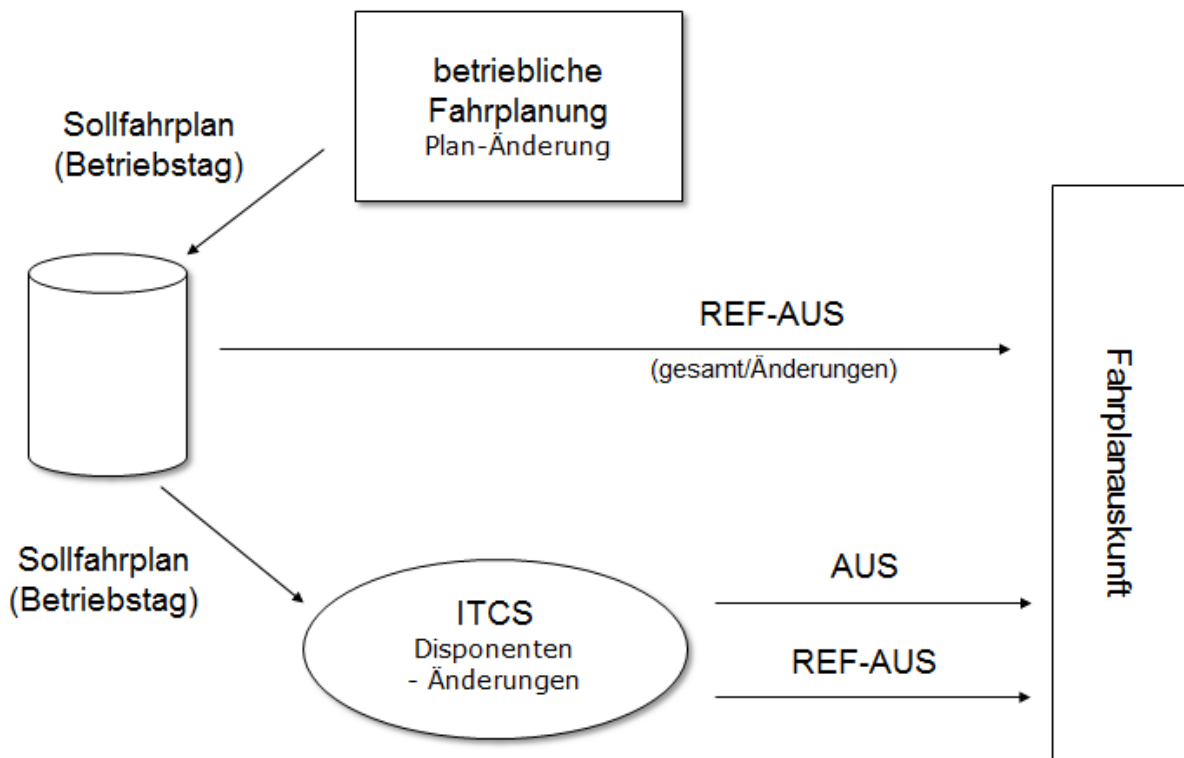 betriebliche
Fahrplanung
Plan-Änderung
Sollfahrplan
(Betriebstag)
REF-AUS
(gesamt/Änderungen)
Fahrplanauskunft
Sollfahrplan
(Betriebstag)
ITCS
Disponenten
- Änderungen
AUS
REF-AUS